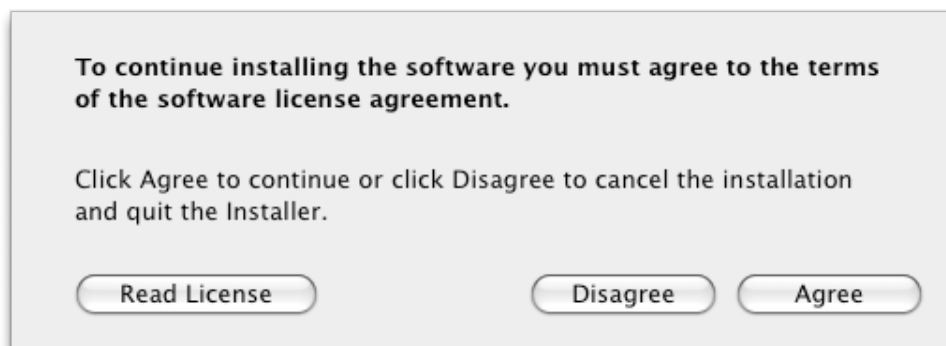 To continue installing the software you must agree to the terms
of the software license agreement.
Click Agree to continue or click Disagree to cancel the installation
and quit the Installer.
Read License
Disagree
Agree